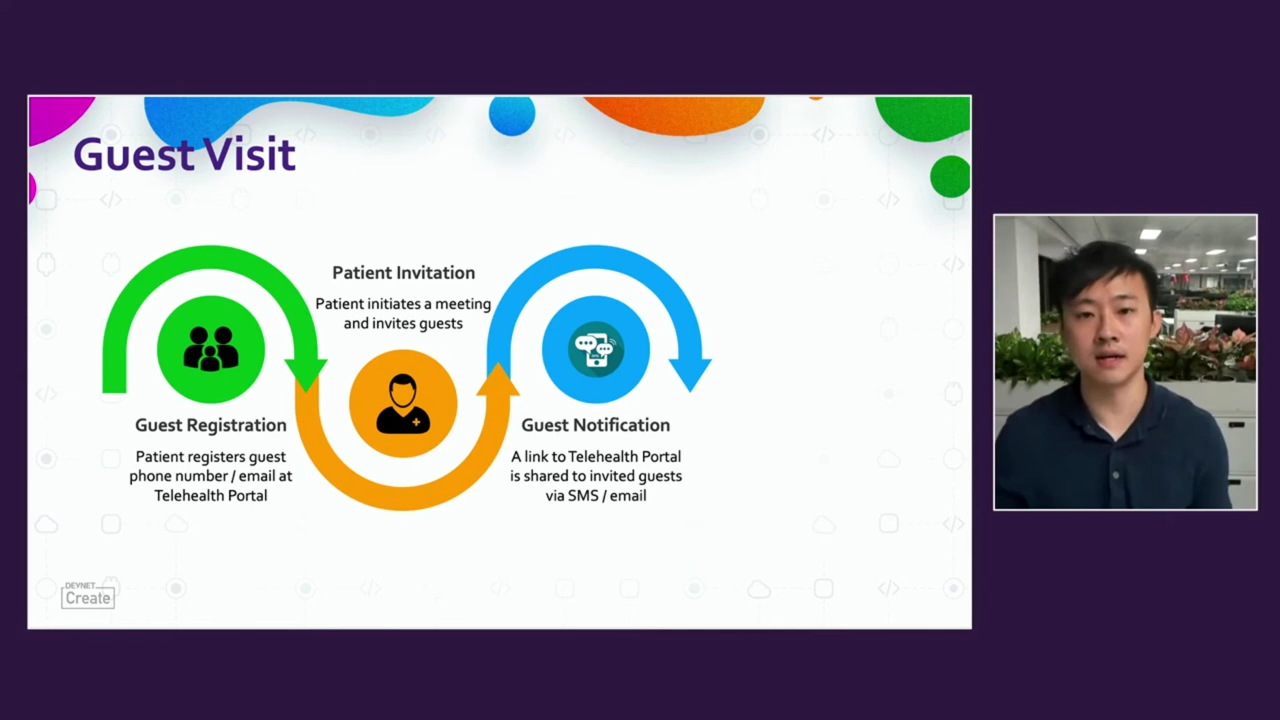 Guest Visit
Patient Invitation
Patient initiates a meeting
and invites guests
Guest Registration
Patient registers guest
phone number / email at
Telehealth Portal
Guest Notification
A link to Telehealth Portal
is shared to invited guests
via SMS / email
DEVNET
Create